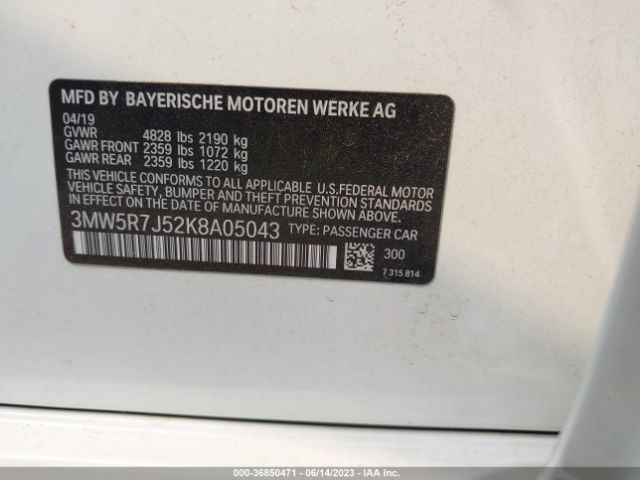 MFD BY BAYERISCHE MOTOREN WERKE AG
04/19
GVWR 4828 lbs 2190 kg
GAWR FRONT 2359 lbs 1072 kg
GAWR REAR 2359 lbs 1220 kg
THIS VEHICLE CONFORMS TO ALL APPLICABLE U.S.FEDERAL MOTOR
VEHICLE SAFETY, BUMPER AND THEFT PREVENTION STANDARDS
IN EFFECT ON THE DATE OF MANUFACTURE SHOWN ABOVE.
3MW5R7J52K8A05043 TYPE: PASSENGER CAR
300
7 315 814
000-36850471 - 06/14/2023 - IAA Inc.